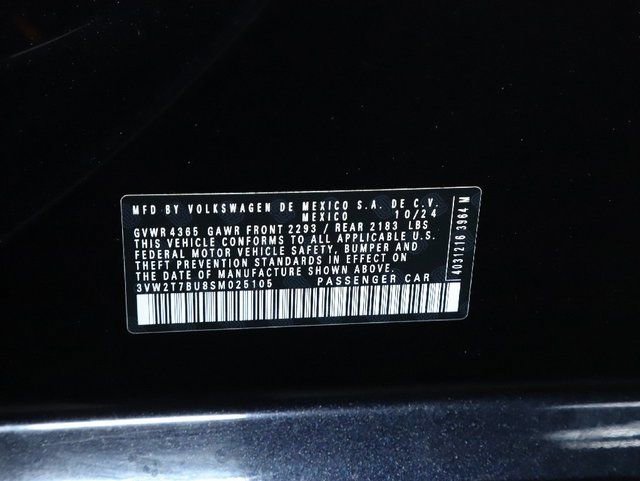 MFD BY VOLKSWAGEN DE MEXICO S.A. DE C.V.
MEXICO 10/24
GVWR 4365 GAWR FRONT 2293 / REAR 2183 LBS
THIS VEHICLE CONFORMS TO ALL APPLICABLE U.S.
FEDERAL MOTOR VEHICLE SAFETY, BUMPER AND
THEFT PREVENTION STANDARDS IN EFFECT ON
THE DATE OF MANUFACTURE SHOWN ABOVE.
3VW2T7BU8SM025105 PASSENGER CAR
4031216 3964 M